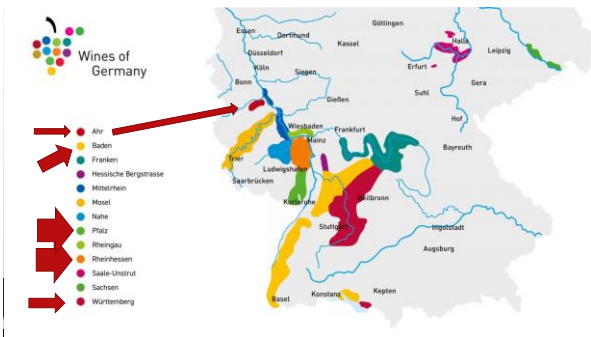 Wines of
Germany
Ahr
Baden
Franken
Hessische Bergstrasse
Mittelrhein
Mosel
Nahe
Pfalz
Rheingau
Rheinhessen
Saale-Unstrut
Sachsen
Württemberg
Göttingen
Essen
Dortmund
Kassel
Halle
Leipzig
Düsseldorf
Köln
Siegen
Erfurt
Bonn
Gera
Suhl
Gießen
Hof
Wiesbaden
Frankfurt
Mainz
Bayreuth
Trier
Ludwigshafen
Saarbrücken
Karlsruhe
Heilbronn
Stuttgart
Ingolstadt
Augsburg
Basel
Konstanz
Kepten